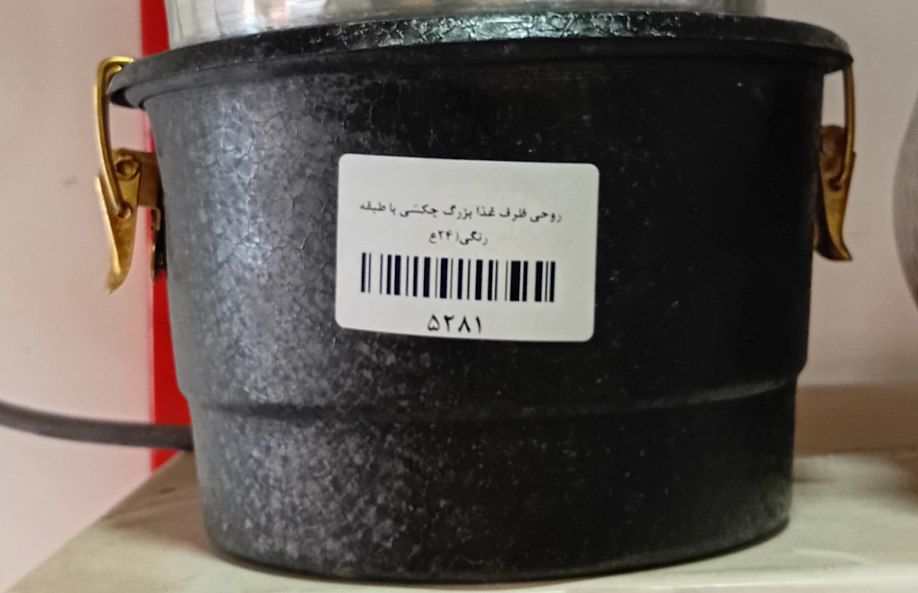 روحی ظرف غذا بزرگ چکشی با طبقه
رنگی(۲۴ع
۵۲۸۱